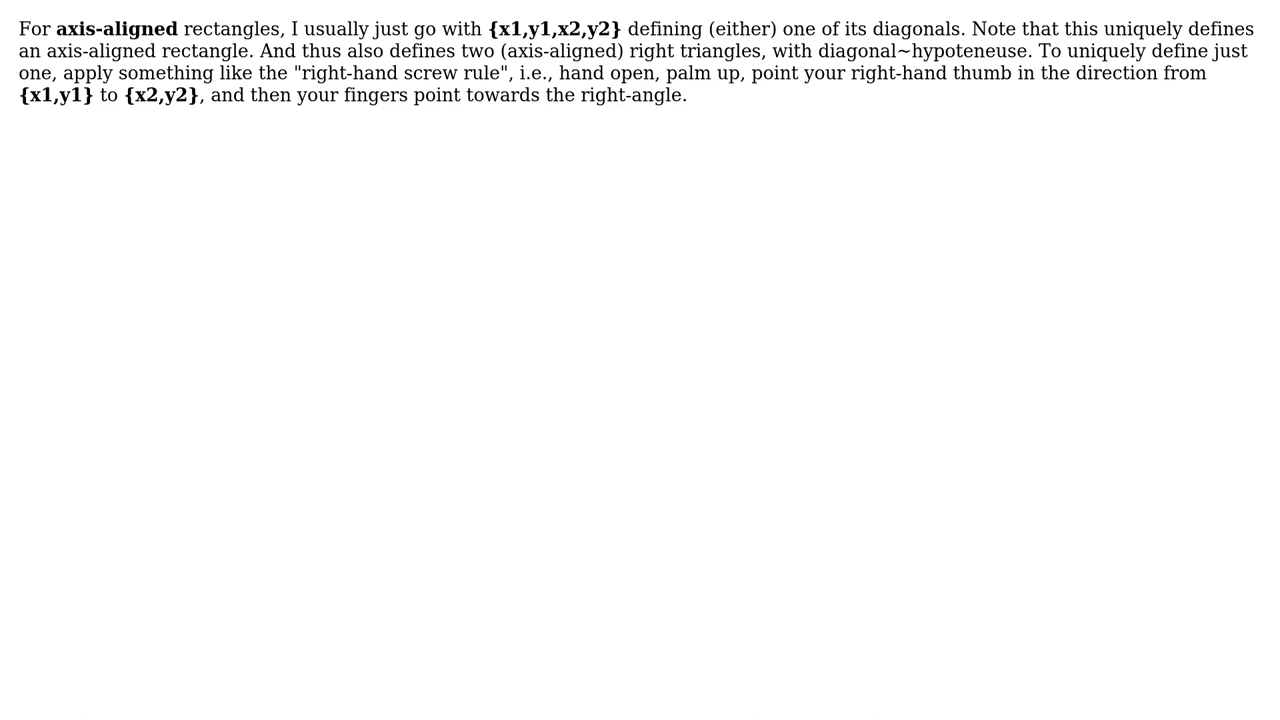 For axis-aligned rectangles, I usually just go with {x1,y1,x2,y2} defining (either) one of its diagonals. Note that this uniquely defines
an axis-aligned rectangle. And thus also defines two (axis-aligned) right triangles, with diagonal~hypoteneuse. To uniquely define just
one, apply something like the "right-hand screw rule", i.e., hand open, palm up, point your right-hand thumb in the direction from
{x1,y1} to {x2,y2}, and then your fingers point towards the right-angle.